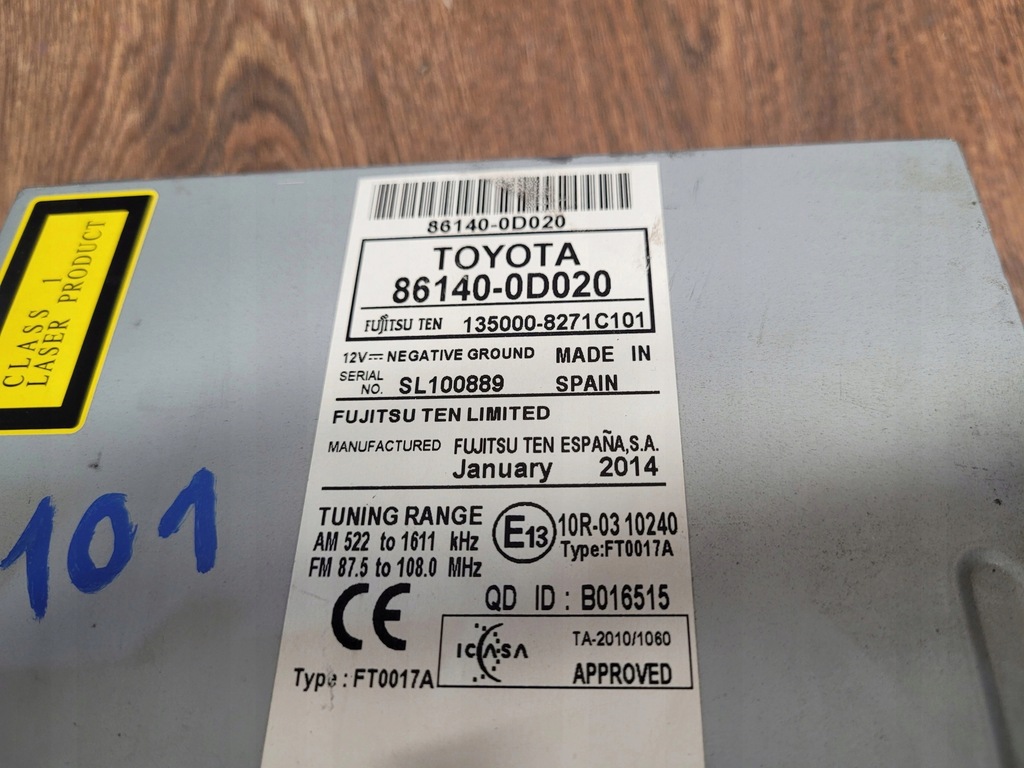 CLASS 1
LASER PRODUCT
101
86140-0D020
TOYOTA
86140-0D020
FUJITSU TEN 135000-8271C101
12V⎓ NEGATIVE GROUND MADE IN
SERIAL NO. SL100889 SPAIN
FUJITSU TEN LIMITED
MANUFACTURED FUJITSU TEN ESPAÑA,S.A.
January 2014
TUNING RANGE
AM 522 to 1611 kHz
FM 87.5 to 108.0 MHz
E13 10R-03 10240
Type:FT0017A
CE
QD ID : B016515
Type : FT0017A
ICASA TA-2010/1060
APPROVED